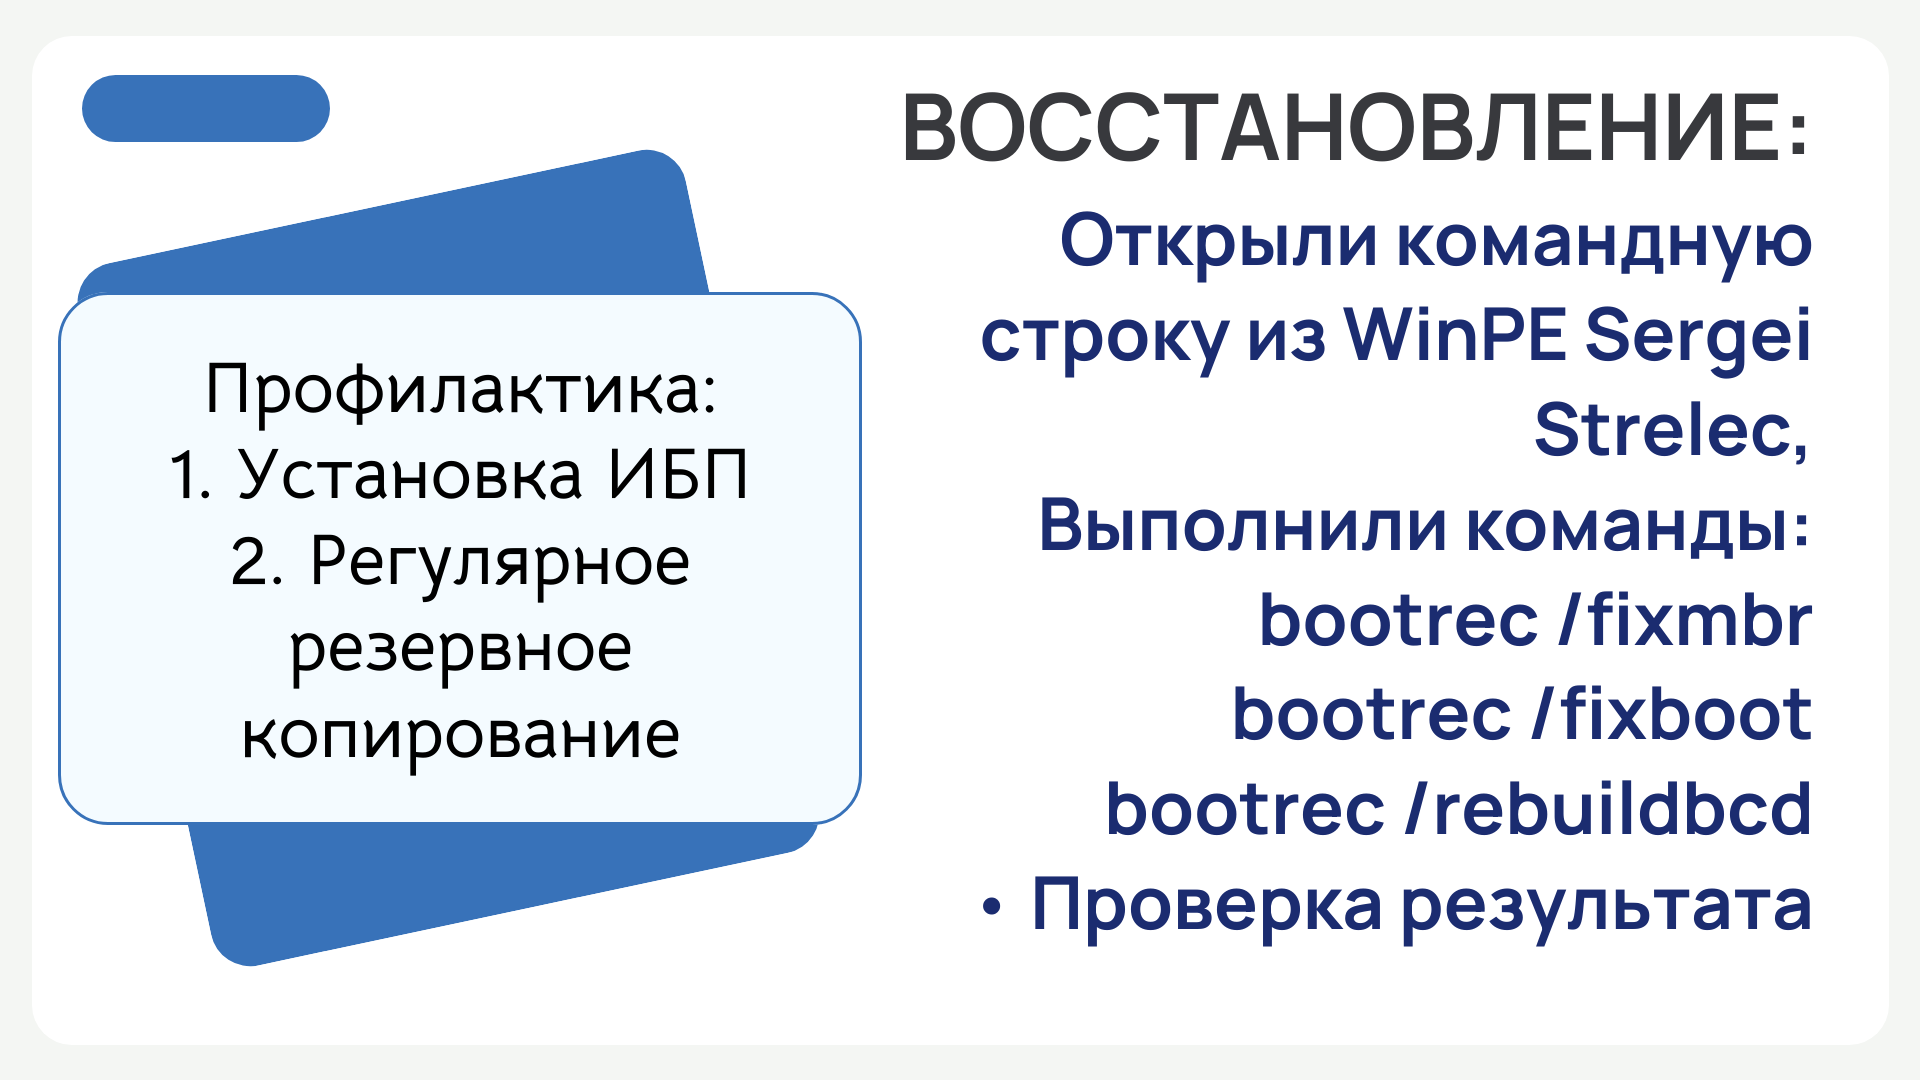 ВОССТАНОВЛЕНИЕ:
Открыли командную
строку из WinPE Sergei
Strelec,
Выполнили команды:
bootrec /fixmbr
bootrec /fixboot
bootrec /rebuildbcd
• Проверка результата
Профилактика:
1. Установка ИБП
2. Регулярное
резервное
копирование